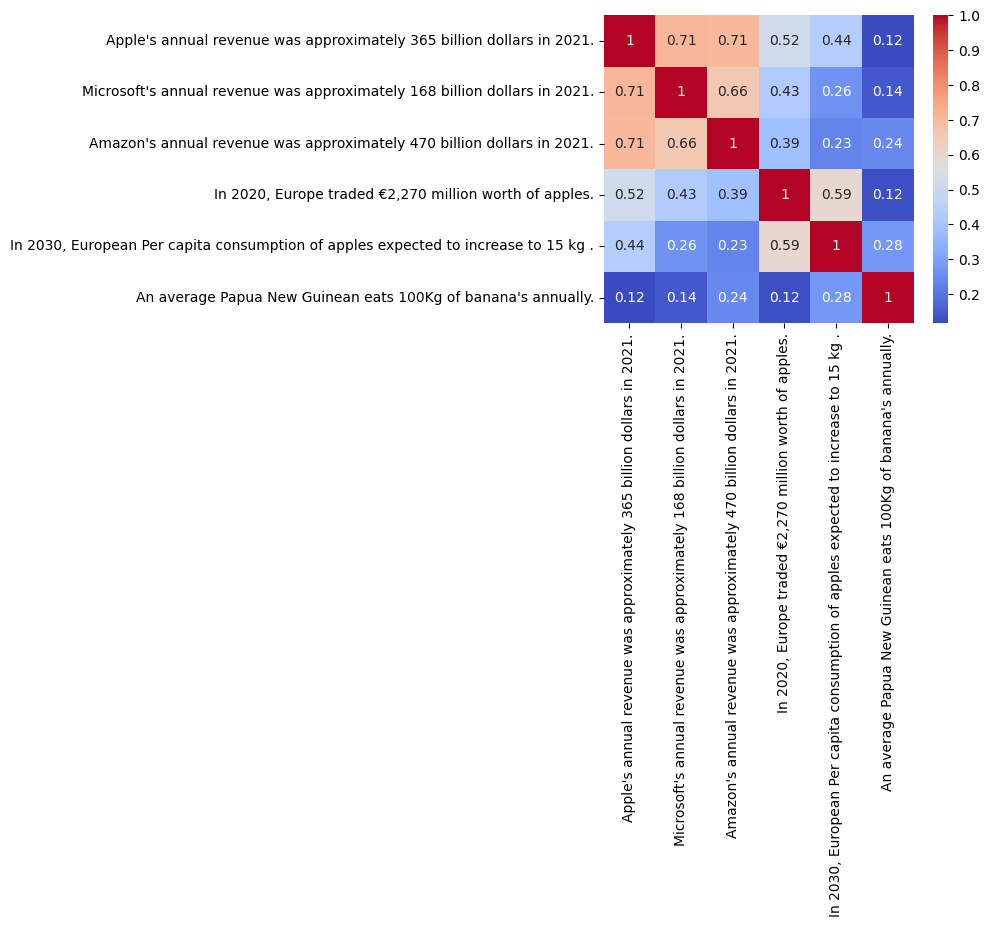 Apple's annual revenue was approximately 365 billion dollars in 2021.
1 0.71 0.71 0.52 0.44 0.12
Microsoft's annual revenue was approximately 168 billion dollars in 2021.
0.71 1 0.66 0.43 0.26 0.14
Amazon's annual revenue was approximately 470 billion dollars in 2021.
0.71 0.66 1 0.39 0.23 0.24
In 2020, Europe traded €2,270 million worth of apples.
0.52 0.43 0.39 1 0.59 0.12
In 2030, European Per capita consumption of apples expected to increase to 15 kg .
0.44 0.26 0.23 0.59 1 0.28
An average Papua New Guinean eats 100Kg of banana's annually.
0.12 0.14 0.24 0.12 0.28 1
1.0
0.9
0.8
0.7
0.6
0.5
0.4
0.3
0.2
Apple's annual revenue was approximately 365 billion dollars in 2021.
Microsoft's annual revenue was approximately 168 billion dollars in 2021.
Amazon's annual revenue was approximately 470 billion dollars in 2021.
In 2020, Europe traded €2,270 million worth of apples.
In 2030, European Per capita consumption of apples expected to increase to 15 kg .
An average Papua New Guinean eats 100Kg of banana's annually.